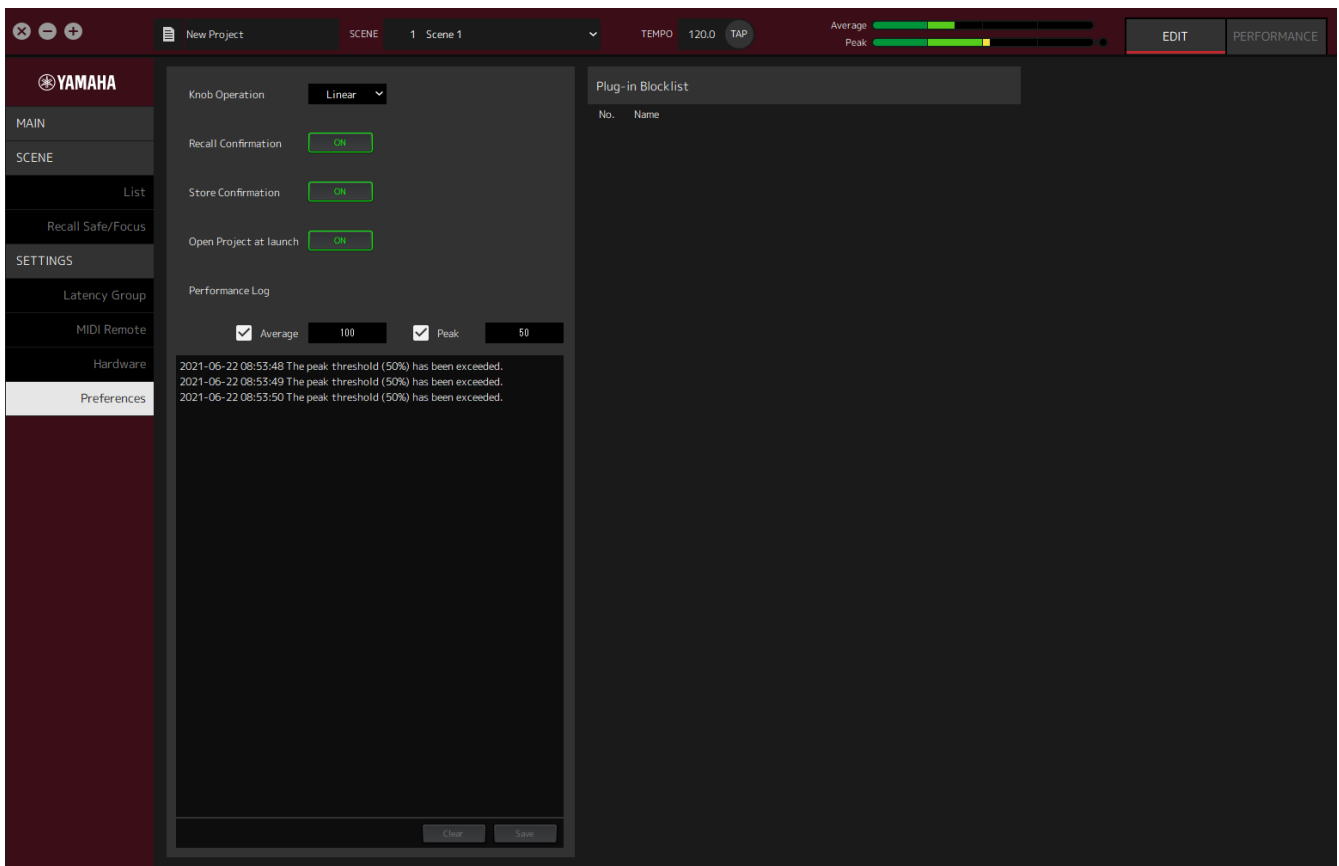 New Project
SCENE
1 Scene 1
TEMPO
120.0
TAP
Average
Peak
EDIT
PERFORMANCE
YAMAHA
MAIN
SCENE
List
Recall Safe/Focus
SETTINGS
Latency Group
MIDI Remote
Hardware
Preferences
Knob Operation
Linear
Recall Confirmation
ON
Store Confirmation
ON
Open Project at launch
ON
Performance Log
Average
100
Peak
50
2021-06-22 08:53:48 The peak threshold (50%) has been exceeded.
2021-06-22 08:53:49 The peak threshold (50%) has been exceeded.
2021-06-22 08:53:50 The peak threshold (50%) has been exceeded.
Clear
Save
Plug-in Blocklist
No. Name